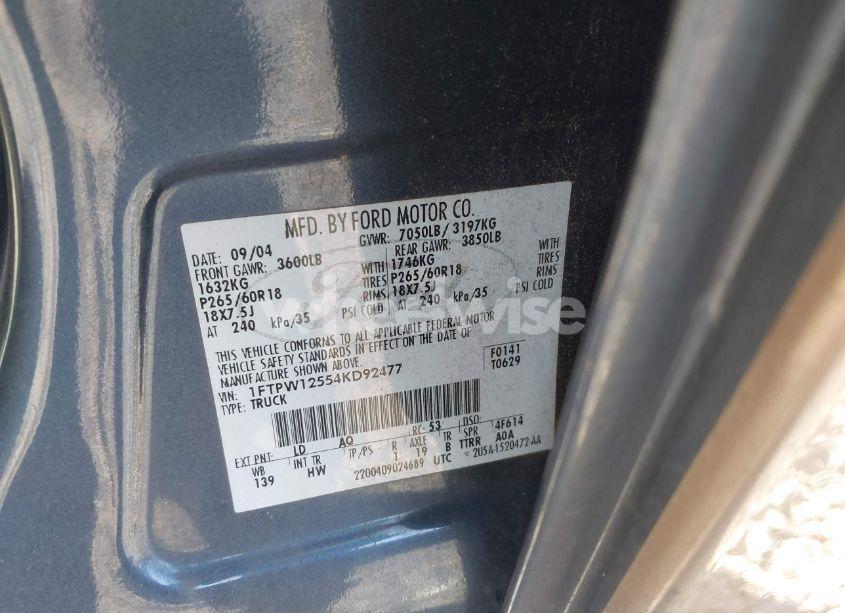 MFD. BY FORD MOTOR CO.
DATE: 09/04 GVWR: 7050LB/ 3197KG
FRONT GAWR: 3600LB REAR GAWR: 3850LB
1632KG WITH 1746KG WITH
P265/60R18 TIRES P265/60R18 TIRES
18X7.5J RIMS 18X7.5J RIMS
AT 240 kPa/35 PSI COLD AT 240 kPa/35 PSI COLD
THIS VEHICLE CONFORMS TO ALL APPLICABLE FEDERAL MOTOR
VEHICLE SAFETY STANDARDS IN EFFECT ON THE DATE OF
MANUFACTURE SHOWN ABOVE.
VIN: 1FTPW12554KD92477 F0141
TYPE: TRUCK T0629
EXT PNT: LD AO RC: 53 DSO: 4F614
WB INT TR TP/PS R AXLE TR SPR
139 HW 1 19 B TTRR A0A
2200409024689 UTC 2U5A-1520472-AA